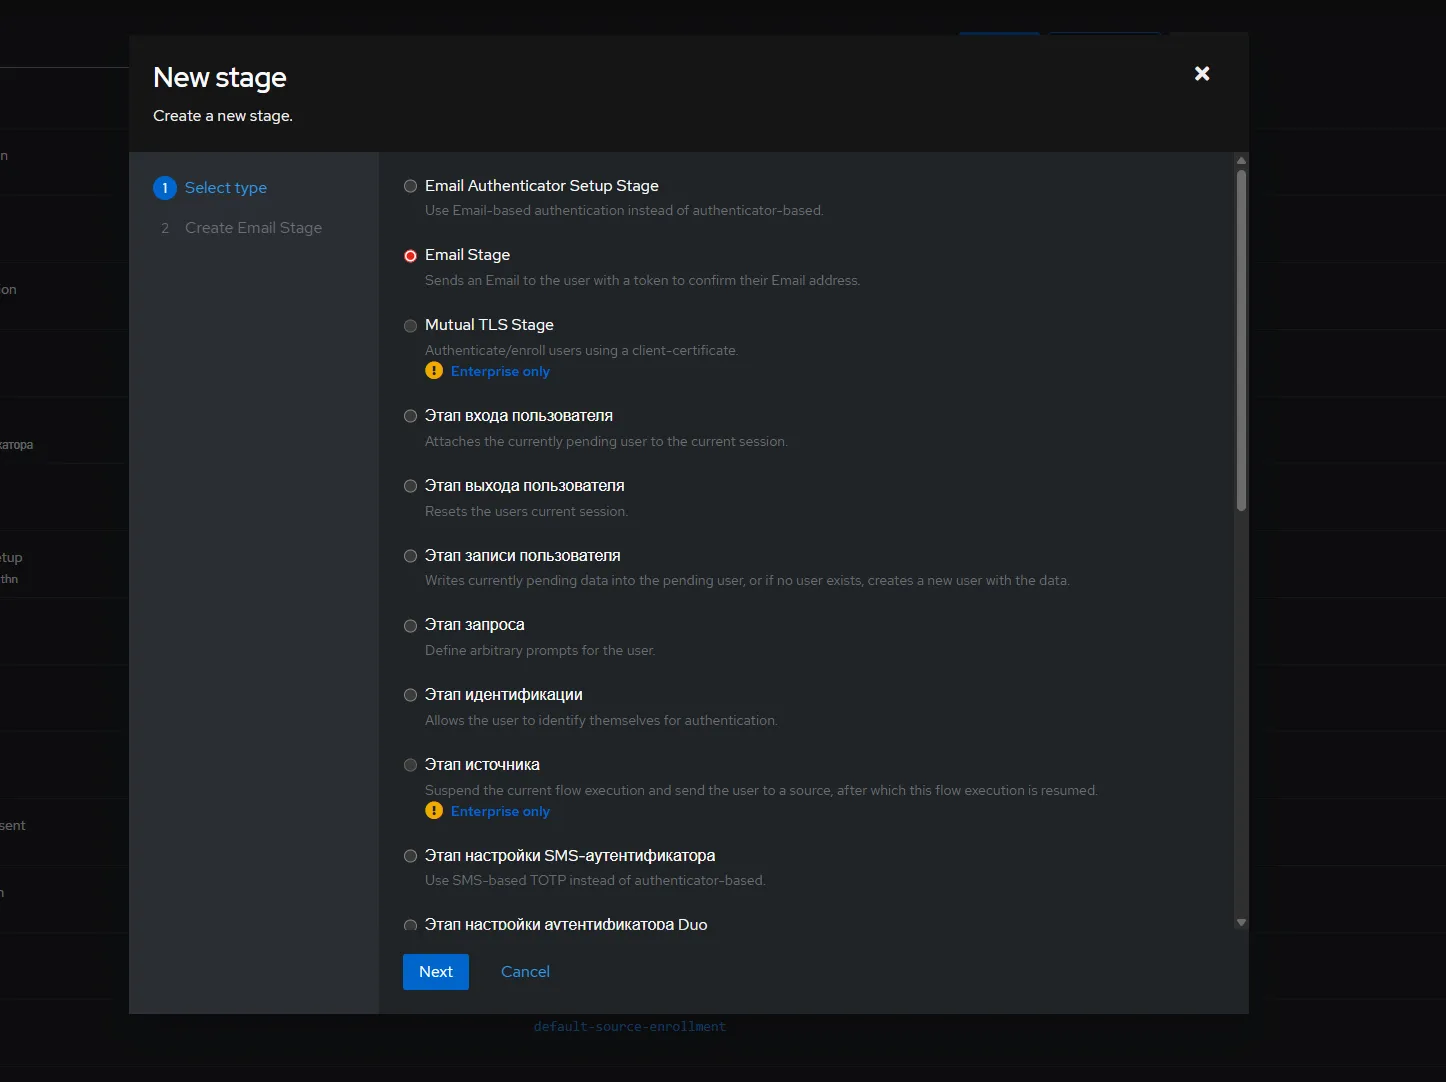 New stage
Create a new stage.
1 Select type
2 Create Email Stage
Email Authenticator Setup Stage
Use Email-based authentication instead of authenticator-based.
Email Stage
Sends an Email to the user with a token to confirm their Email address.
Mutual TLS Stage
Authenticate/enroll users using a client-certificate.
Enterprise only
Этап входа пользователя
Attaches the currently pending user to the current session.
Этап выхода пользователя
Resets the users current session.
Этап записи пользователя
Writes currently pending data into the pending user, or if no user exists, creates a new user with the data.
Этап запроса
Define arbitrary prompts for the user.
Этап идентификации
Allows the user to identify themselves for authentication.
Этап источника
Suspend the current flow execution and send the user to a source, after which this flow execution is resumed.
Enterprise only
Этап настройки SMS-аутентификатора
Use SMS-based TOTP instead of authenticator-based.
Этап настройки аутентификатора Duo
Next
Cancel
default-source-enrollment